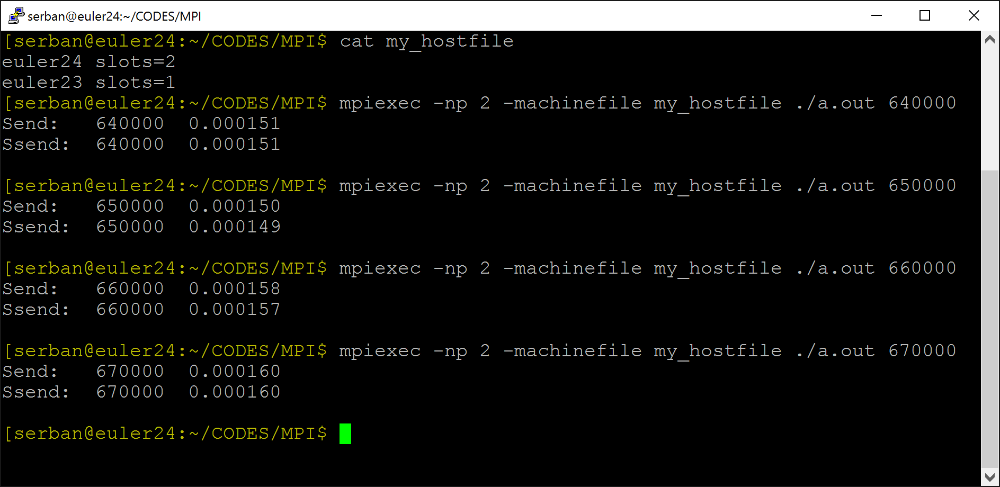 serban@euler24:~/CODES/MPI
[serban@euler24:~/CODES/MPI$ cat my_hostfile
euler24 slots=2
euler23 slots=1
[serban@euler24:~/CODES/MPI$ mpiexec -np 2 -machinefile my_hostfile ./a.out 640000
Send:   640000  0.000151
Ssend:  640000  0.000151
[serban@euler24:~/CODES/MPI$ mpiexec -np 2 -machinefile my_hostfile ./a.out 650000
Send:   650000  0.000150
Ssend:  650000  0.000149
[serban@euler24:~/CODES/MPI$ mpiexec -np 2 -machinefile my_hostfile ./a.out 660000
Send:   660000  0.000158
Ssend:  660000  0.000157
[serban@euler24:~/CODES/MPI$ mpiexec -np 2 -machinefile my_hostfile ./a.out 670000
Send:   670000  0.000160
Ssend:  670000  0.000160
[serban@euler24:~/CODES/MPI$